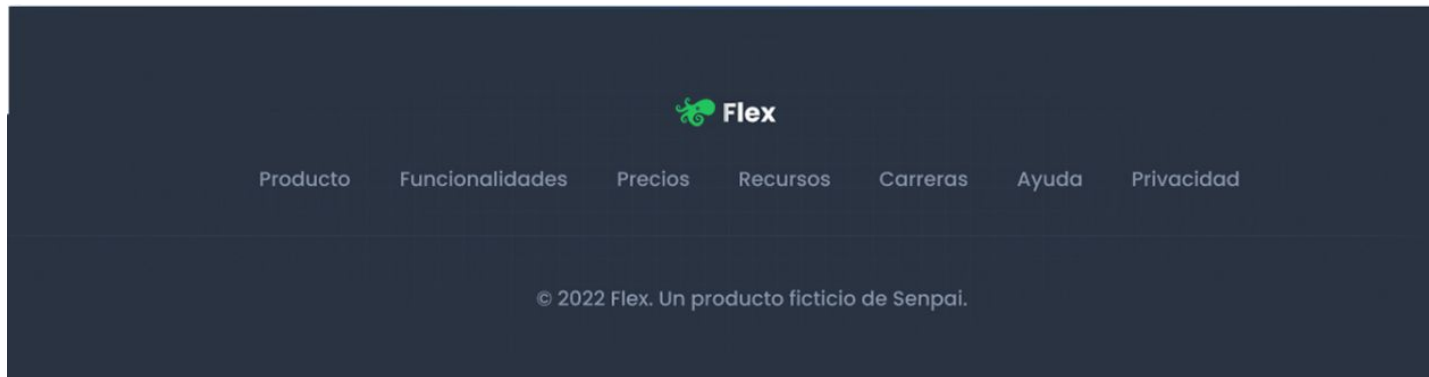 Flex
Producto Funcionalidades Precios Recursos Carreras Ayuda Privacidad
© 2022 Flex. Un producto ficticio de Senpai.